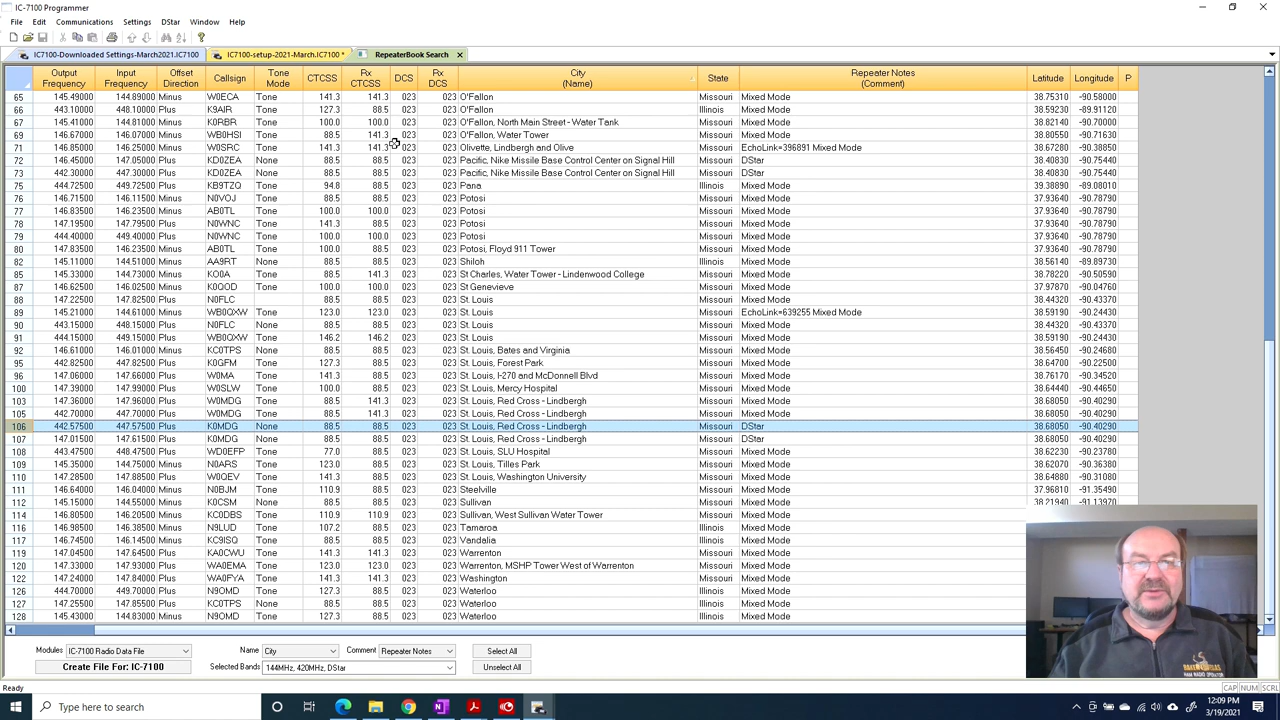 IC-7100 Programmer
File Edit Communications Settings DStar Window Help
IC7100-Downloaded Settings-March2021.IC7100 IC7100-setup-2021-March.IC7100 * RepeaterBook Search
Output Frequency Input Frequency Offset Direction Callsign Tone Mode CTCSS Rx CTCSS DCS Rx DCS City (Name) State Repeater Notes (Comment) Latitude Longitude P
65 145.49000 144.89000 Minus W0ECA Tone 141.3 141.3 023 023 O'Fallon Missouri Mixed Mode 38.75310 -90.58000
66 443.10000 448.10000 Plus K9AIR Tone 127.3 88.5 023 023 O'Fallon Illinois Mixed Mode 38.59230 -89.91120
67 145.41000 144.81000 Minus K0RBR Tone 100.0 100.0 023 023 O'Fallon, North Main Street - Water Tank Missouri Mixed Mode 38.82140 -90.70000
69 146.67000 146.07000 Minus WB0HSI Tone 88.5 141.3 023 023 O'Fallon, Water Tower Missouri Mixed Mode 38.80550 -90.71630
71 146.85000 146.25000 Minus W0SRC Tone 141.3 141.3 023 023 Olivette, Lindbergh and Olive Missouri EchoLink=396891 Mixed Mode 38.67280 -90.38850
72 146.45000 147.05000 Plus KD0ZEA None 88.5 88.5 023 023 Pacific, Nike Missile Base Control Center on Signal Hill Missouri DStar 38.40830 -90.75440
73 442.30000 447.30000 Plus KD0ZEA None 88.5 88.5 023 023 Pacific, Nike Missile Base Control Center on Signal Hill Missouri DStar 38.40830 -90.75440
75 444.72500 449.72500 Plus KB9TZQ Tone 94.8 88.5 023 023 Pana Illinois Mixed Mode 39.38890 -89.08010
76 146.71500 146.11500 Minus N0VOJ Tone 88.5 88.5 023 023 Potosi Missouri Mixed Mode 37.93640 -90.78790
77 146.83500 146.23500 Minus AB0TL Tone 100.0 100.0 023 023 Potosi Missouri Mixed Mode 37.93640 -90.78790
78 147.19500 147.79500 Plus N0WNC Tone 141.3 88.5 023 023 Potosi Missouri Mixed Mode 37.93640 -90.78790
79 444.40000 449.40000 Plus N0WNC Tone 100.0 100.0 023 023 Potosi Missouri Mixed Mode 37.93640 -90.78790
80 147.83500 146.23500 Minus AB0TL Tone 100.0 88.5 023 023 Potosi, Floyd 911 Tower Missouri Mixed Mode 37.93640 -90.78790
82 145.11000 144.51000 Minus AA9RT None 88.5 88.5 023 023 Shiloh Illinois Mixed Mode 38.56140 -89.89730
85 145.33000 144.73000 Minus KO0A Tone 88.5 141.3 023 023 St Charles, Water Tower - Lindenwood College Missouri Mixed Mode 38.78220 -90.50590
87 146.62500 146.02500 Minus K0QOD Tone 100.0 88.5 023 023 St Genevieve Missouri Mixed Mode 37.97870 -90.04760
88 147.22500 147.82500 Plus N0FLC 88.5 88.5 023 023 St. Louis Missouri Mixed Mode 38.44320 -90.43370
89 145.21000 144.61000 Minus WB0QXW Tone 123.0 123.0 023 023 St. Louis Missouri EchoLink=639255 Mixed Mode 38.59190 -90.24430
90 443.15000 448.15000 Plus N0FLC None 88.5 88.5 023 023 St. Louis Missouri Mixed Mode 38.44320 -90.43370
91 444.15000 449.15000 Plus WB0QXW Tone 146.2 146.2 023 023 St. Louis Missouri Mixed Mode 38.59190 -90.24430
92 146.61000 146.01000 Minus KC0TPS None 88.5 88.5 023 023 St. Louis, Bates and Virginia Missouri Mixed Mode 38.56450 -90.24680
95 442.82500 447.82500 Plus K0GFM Tone 127.3 88.5 023 023 St. Louis, Forest Park Missouri Mixed Mode 38.64700 -90.22500
96 147.06000 147.66000 Plus W0MA Tone 141.3 88.5 023 023 St. Louis, I-270 and McDonnell Blvd Missouri Mixed Mode 38.76170 -90.34520
100 147.39000 147.99000 Plus W0SLW Tone 100.0 88.5 023 023 St. Louis, Mercy Hospital Missouri Mixed Mode 38.64440 -90.44650
103 147.36000 147.96000 Plus W0MDG Tone 88.5 141.3 023 023 St. Louis, Red Cross - Lindbergh Missouri Mixed Mode 38.68050 -90.40290
105 442.70000 447.70000 Plus W0MDG Tone 88.5 141.3 023 023 St. Louis, Red Cross - Lindbergh Missouri Mixed Mode 38.68050 -90.40290
106 442.57500 447.57500 Plus K0MDG None 88.5 88.5 023 023 St. Louis, Red Cross - Lindbergh Missouri DStar 38.68050 -90.40290
107 147.01500 147.61500 Plus K0MDG None 88.5 88.5 023 023 St. Louis, Red Cross - Lindbergh Missouri DStar 38.68050 -90.40290
108 443.47500 448.47500 Plus WD0EFP Tone 77.0 88.5 023 023 St. Louis, SLU Hospital Missouri Mixed Mode 38.62230 -90.23780
109 145.35000 144.75000 Minus N0ARS Tone 123.0 88.5 023 023 St. Louis, Tilles Park Missouri Mixed Mode 38.62070 -90.36380
110 147.28500 147.88500 Plus W0QEV Tone 141.3 88.5 023 023 St. Louis, Washington University Missouri Mixed Mode 38.64680 -90.31080
111 146.64000 146.04000 Minus N0BJM Tone 110.9 88.5 023 023 Steelville Missouri Mixed Mode 37.96810 -91.35490
112 145.15000 144.55000 Minus K0CSM None 88.5 88.5 023 023 Sullivan Missouri Mixed Mode 38.21940 -91.13970
114 146.80500 146.20500 Minus KC0DBS Tone 110.9 110.9 023 023 Sullivan, West Sullivan Water Tower Missouri Mixed Mode
116 146.98500 146.38500 Minus N9LUD Tone 107.2 88.5 023 023 Tamaroa Illinois Mixed Mode
117 146.74500 146.14500 Minus KC9ISQ Tone 88.5 88.5 023 023 Vandalia Illinois Mixed Mode
119 147.04500 147.64500 Plus KA0CWU Tone 141.3 141.3 023 023 Warrenton Missouri Mixed Mode
120 147.33000 147.93000 Plus WA0EMA Tone 123.0 123.0 023 023 Warrenton, MSHP Tower West of Warrenton Missouri Mixed Mode
122 147.24000 147.84000 Plus WA0FYA Tone 141.3 141.3 023 023 Washington Missouri Mixed Mode
126 444.70000 449.70000 Plus N9OMD Tone 127.3 88.5 023 023 Waterloo Illinois Mixed Mode
127 147.25500 147.85500 Plus KC0TPS None 88.5 88.5 023 023 Waterloo Illinois Mixed Mode
128 145.43000 144.83000 Minus N9OMD Tone 127.3 88.5 023 023 Waterloo Illinois Mixed Mode
Modules IC-7100 Radio Data File Name City Comment Repeater Notes Select All
Create File For: IC-7100 Selected Bands 144MHz, 420MHz, DStar Unselect All
Ready CAP NUM SCRL
HAM RADIO OPERATOR
Type here to search
12:09 PM
3/19/2021